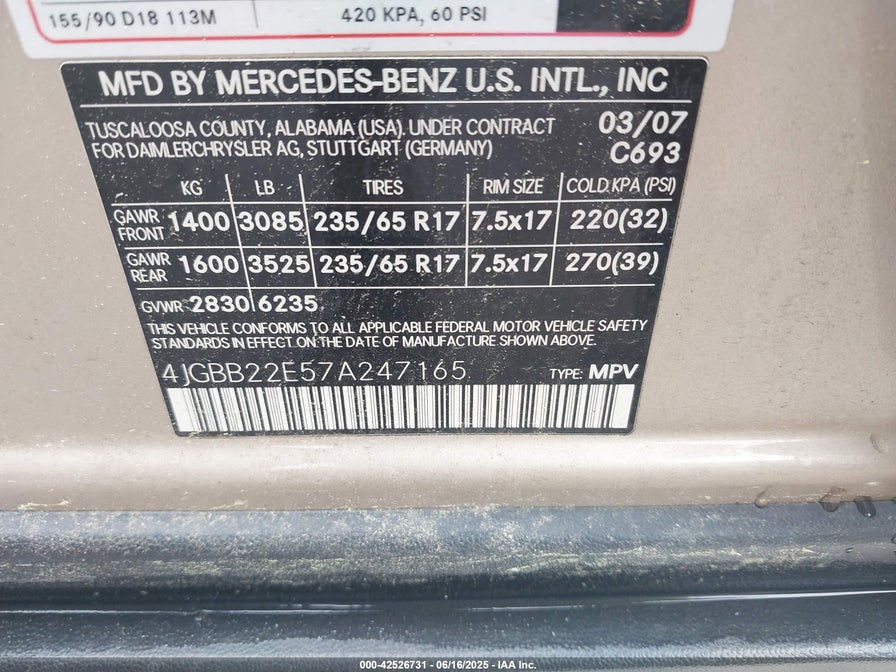 155/90 D18 113M 420 KPA, 60 PSI
MFD BY MERCEDES-BENZ U.S. INTL., INC
TUSCALOOSA COUNTY, ALABAMA (USA). UNDER CONTRACT 03/07
FOR DAIMLERCHRYSLER AG, STUTTGART (GERMANY) C693
KG LB TIRES RIM SIZE COLD KPA (PSI)
GAWR FRONT 1400 3085 235/65 R17 7.5x17 220(32)
GAWR REAR 1600 3525 235/65 R17 7.5x17 270(39)
GVWR 2830 6235
THIS VEHICLE CONFORMS TO ALL APPLICABLE FEDERAL MOTOR VEHICLE SAFETY
STANDARDS IN EFFECT ON THE DATE OF MANUFACTURE SHOWN ABOVE.
4JGBB22E57A247165 TYPE: MPV
000-42526731 - 06/16/2025 - IAA Inc.